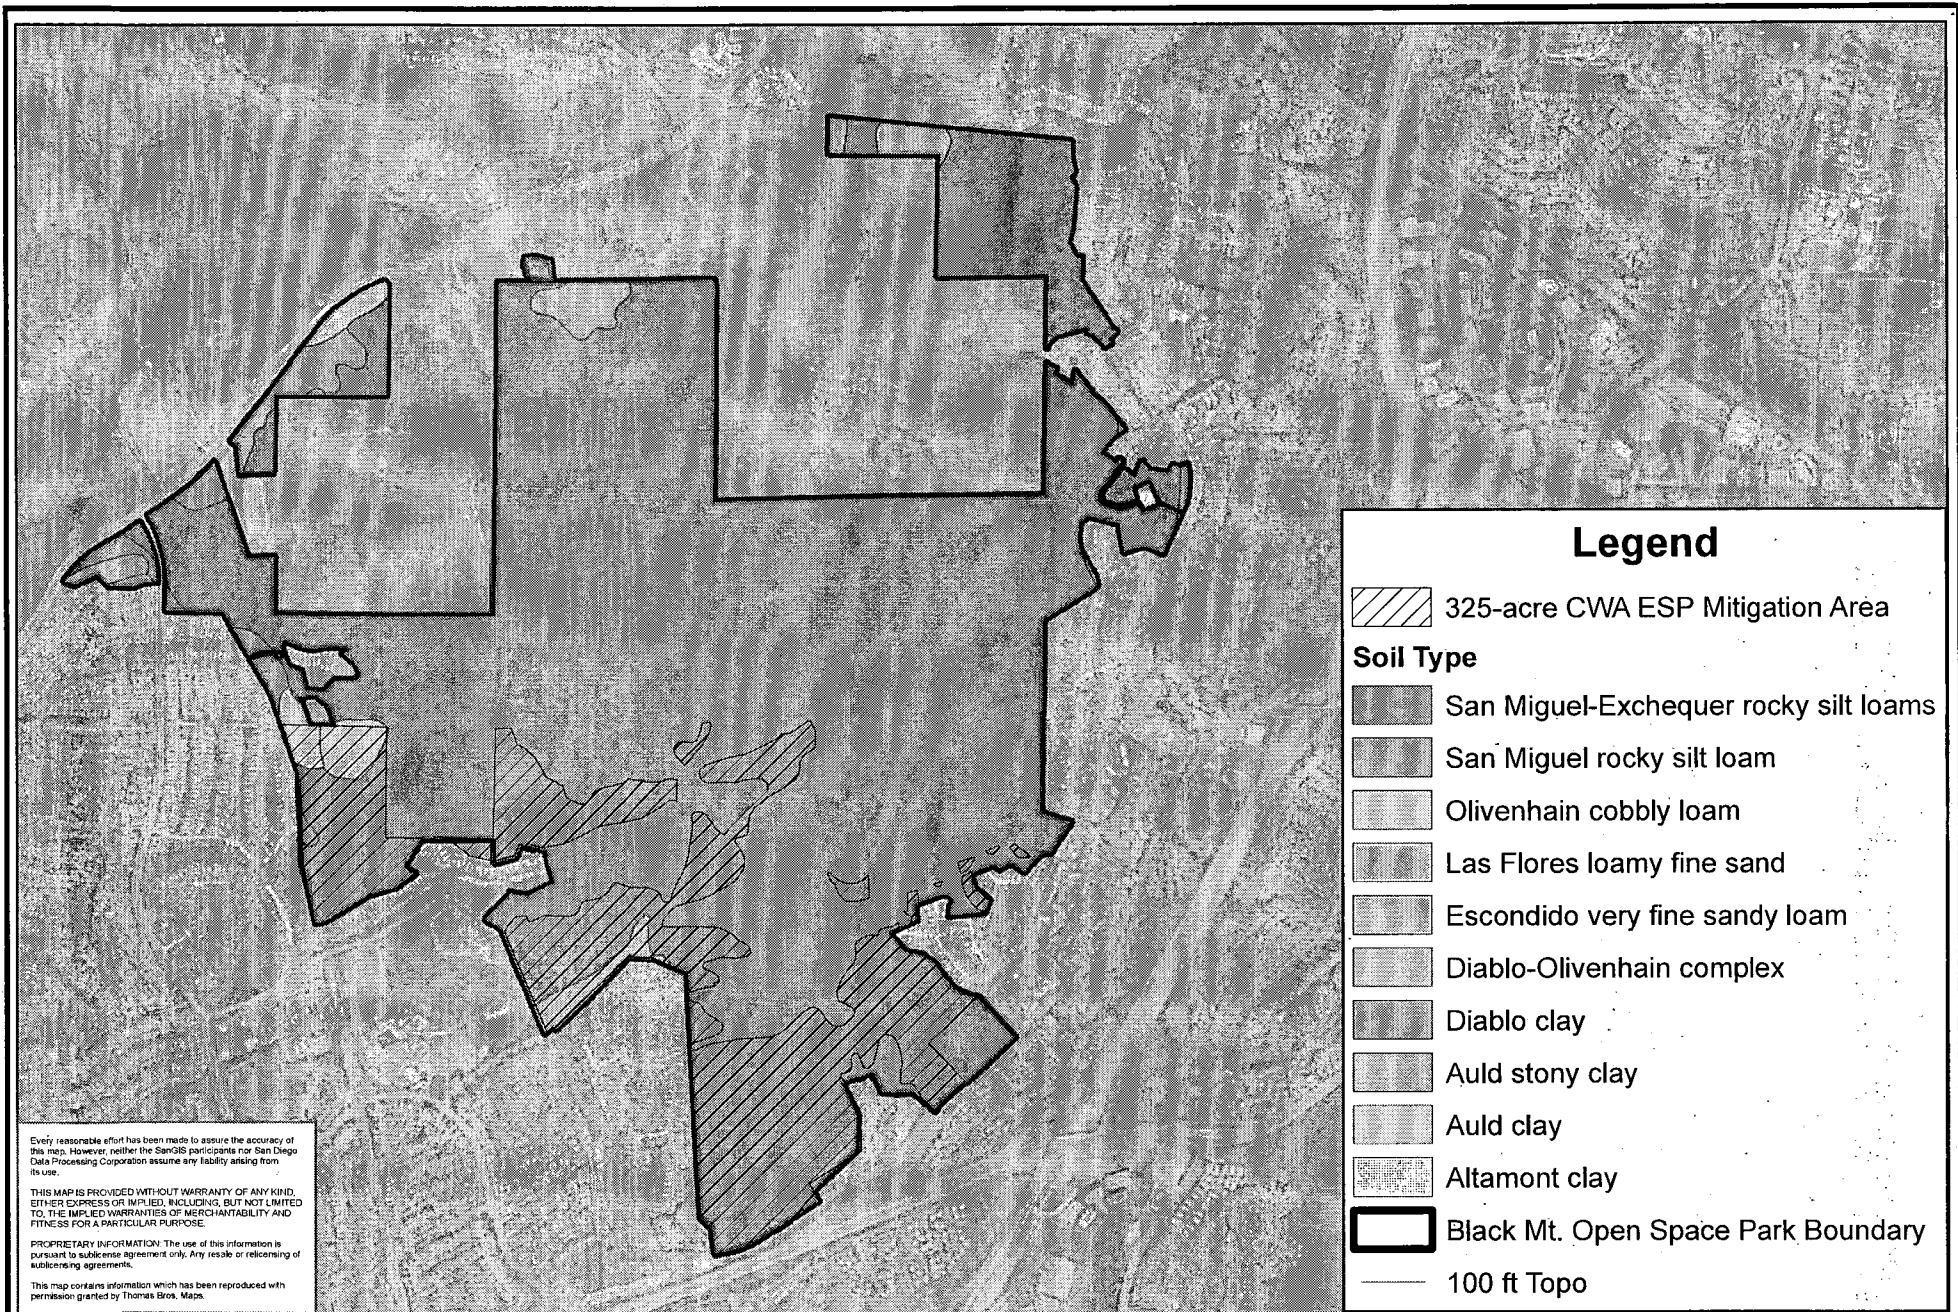 Legend
325-acre CWA ESP Mitigation Area
Soil Type
San Miguel-Exchequer rocky silt loams
San Miguel rocky silt loam
Olivenhain cobbly loam
Las Flores loamy fine sand
Escondido very fine sandy loam
Diablo-Olivenhain complex
Diablo clay
Auld stony clay
Auld clay
Altamont clay
Black Mt. Open Space Park Boundary
100 ft Topo
Every reasonable effort has been made to assure the accuracy of
this map. However, neither the SanGIS participants nor San Diego
Data Processing Corporation assume any liability arising from
its use.
THIS MAP IS PROVIDED WITHOUT WARRANTY OF ANY KIND,
EITHER EXPRESS OR IMPLIED, INCLUDING, BUT NOT LIMITED
TO, THE IMPLIED WARRANTIES OF MERCHANTABILITY AND
FITNESS FOR A PARTICULAR PURPOSE.
PROPRIETARY INFORMATION: The use of this information is
pursuant to sublicense agreement only. Any resale or relicensing of
sublicensing agreements.
This map contains information which has been reproduced with
permission granted by Thomas Bros. Maps.